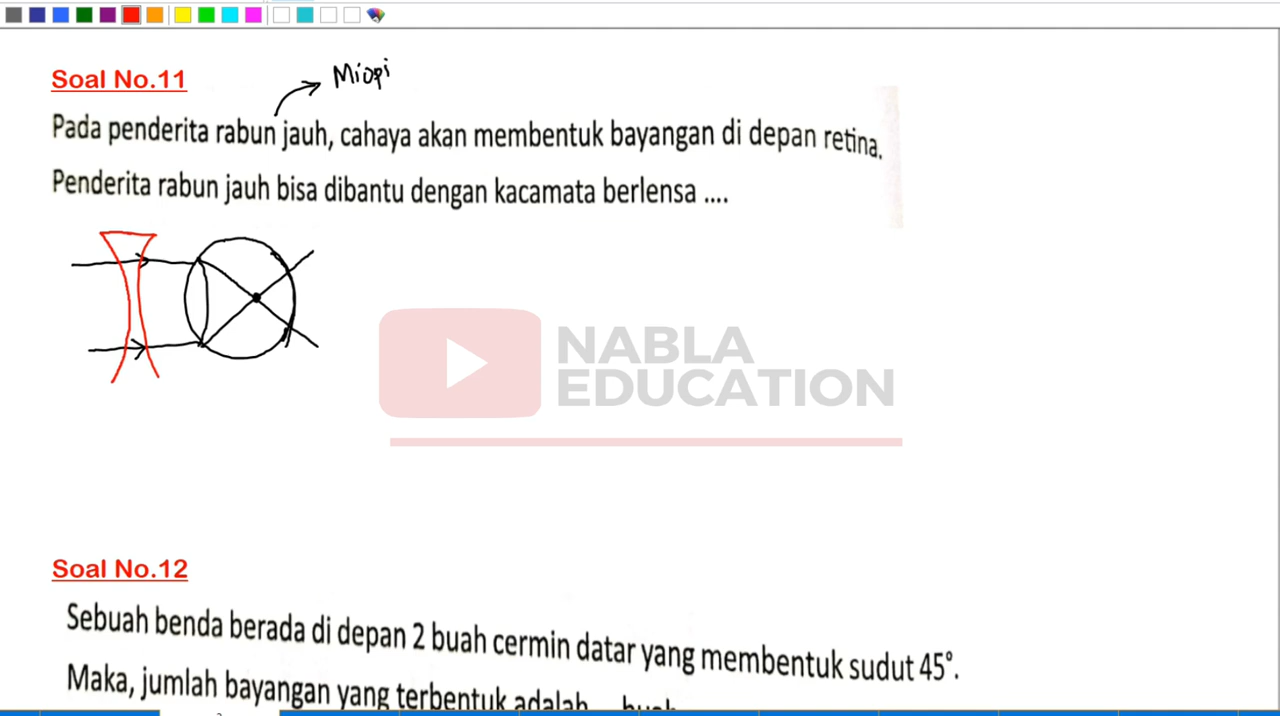 Soal No.11
Miopi
Pada penderita rabun jauh, cahaya akan membentuk bayangan di depan retina.
Penderita rabun jauh bisa dibantu dengan kacamata berlensa ....
NABLA
EDUCATION
Soal No.12
Sebuah benda berada di depan 2 buah cermin datar yang membentuk sudut 45°.
Maka, jumlah bayangan yang terbentuk adalah ... buah